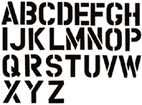 ABCDEFGH
IJKLMNOP
QRSTUVW
XYZ